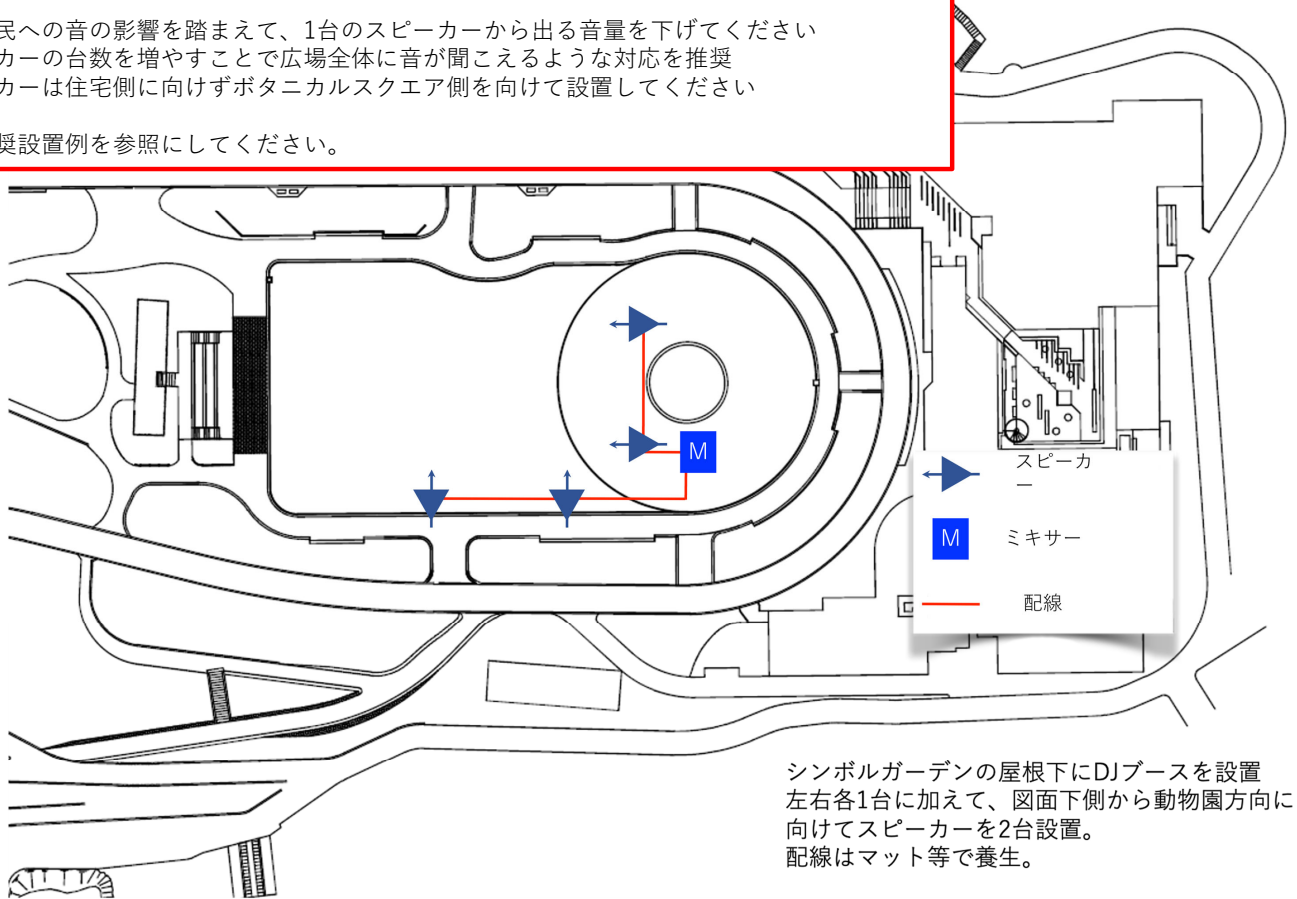 民への音の影響を踏まえて、1台のスピーカーから出る音量を下げてください
カーの台数を増やすことで広場全体に音が聞こえるような対応を推奨
カーは住宅側に向けずボタニカルスクエア側を向けて設置してください
奨設置例を参照にしてください。
M
スピーカ
ー
M
ミキサー
配線
シンボルガーデンの屋根下にDJブースを設置
左右各1台に加えて、図面下側から動物園方向に
向けてスピーカーを2台設置。
配線はマット等で養生。